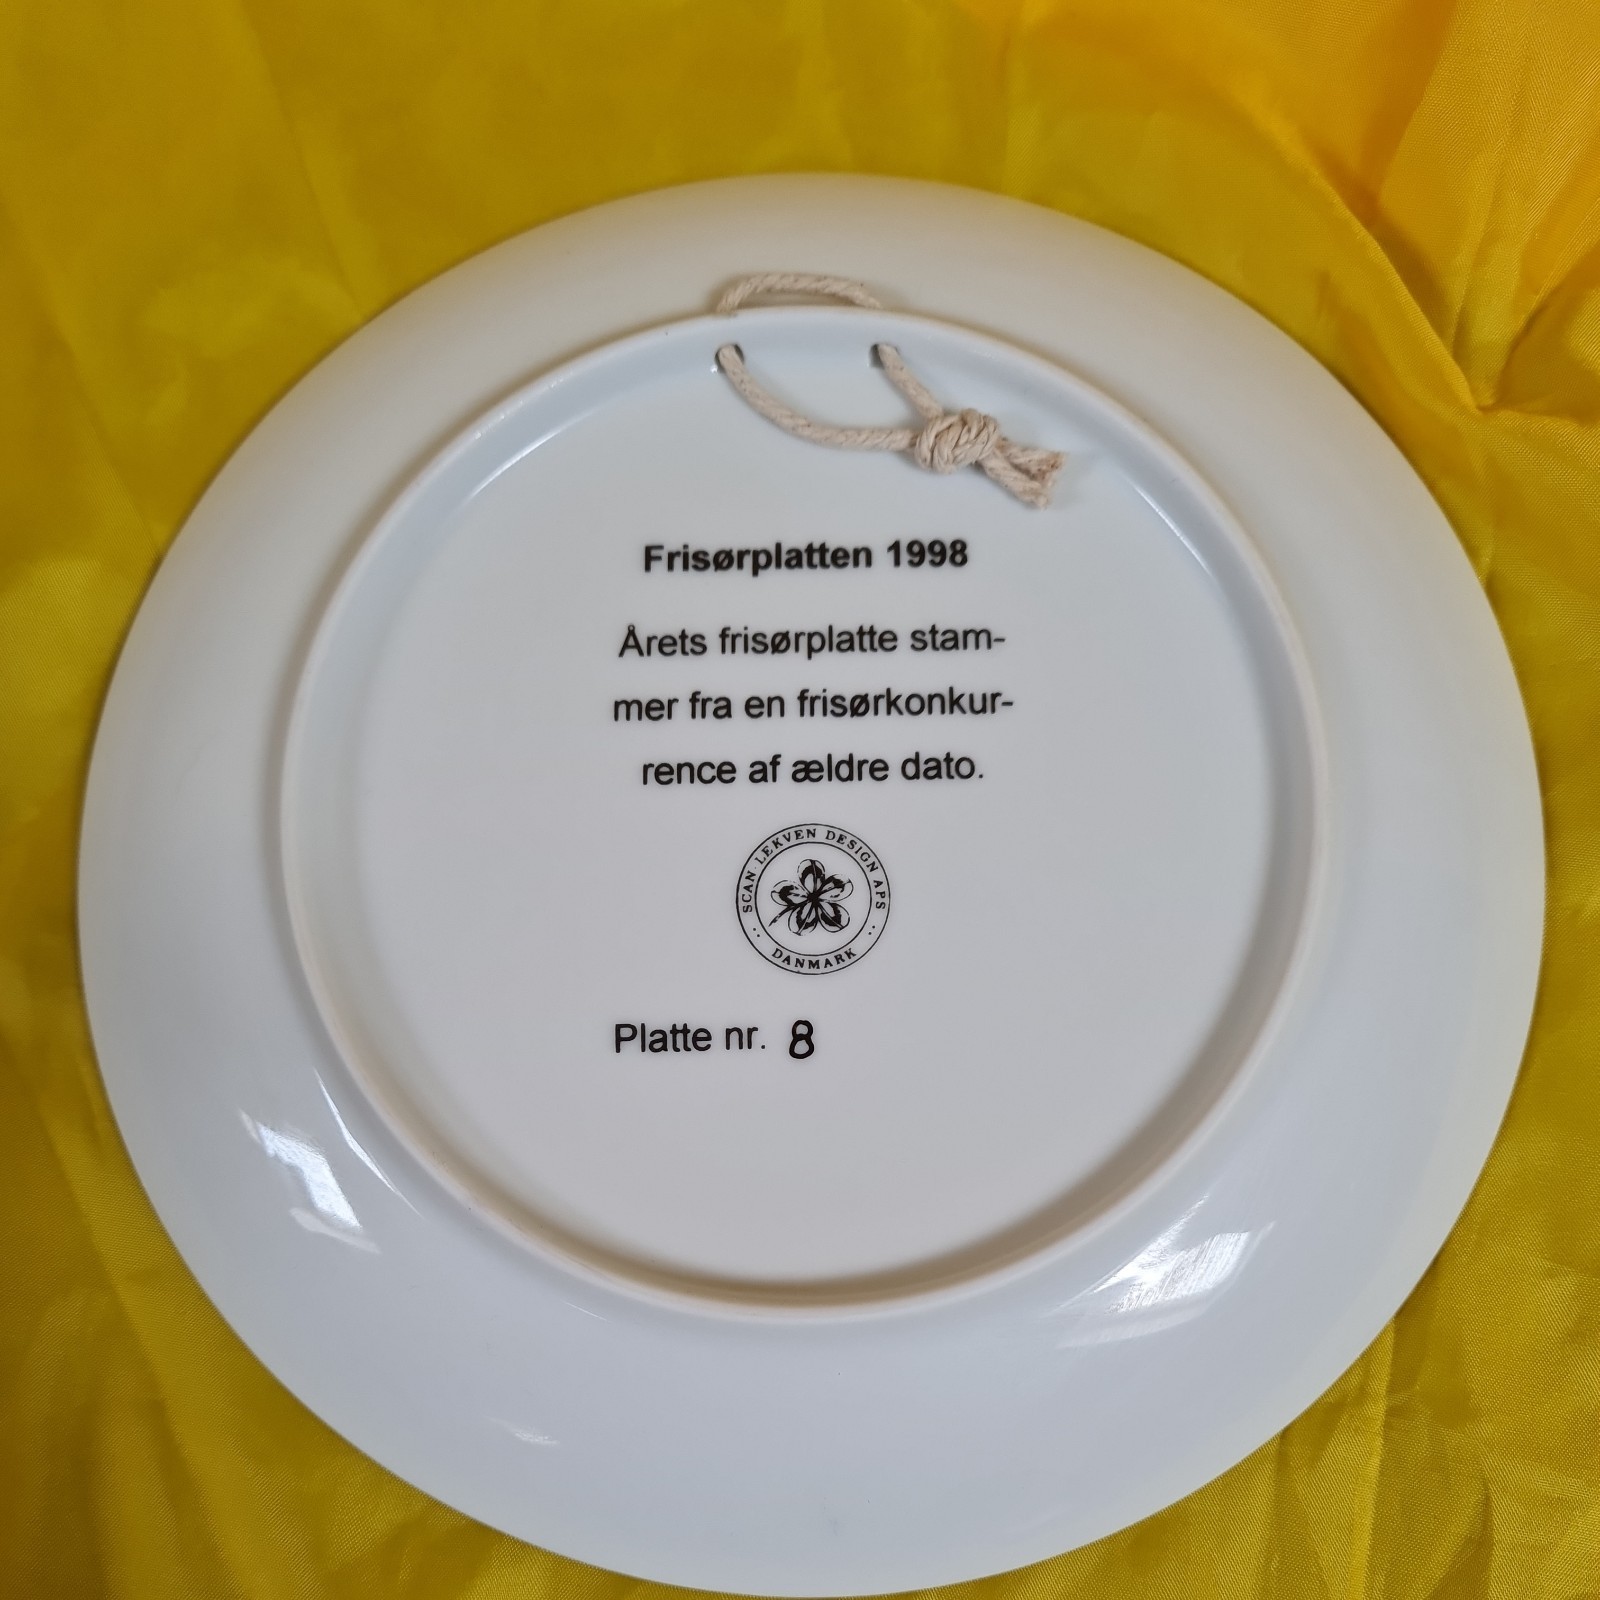 Frisørplatten 1998
Årets frisørplatte stam-
mer fra en frisørkonkur-
rence af ældre dato.
SCAN·LEKVEN DESIGN APS
DANMARK
Platte nr. 8